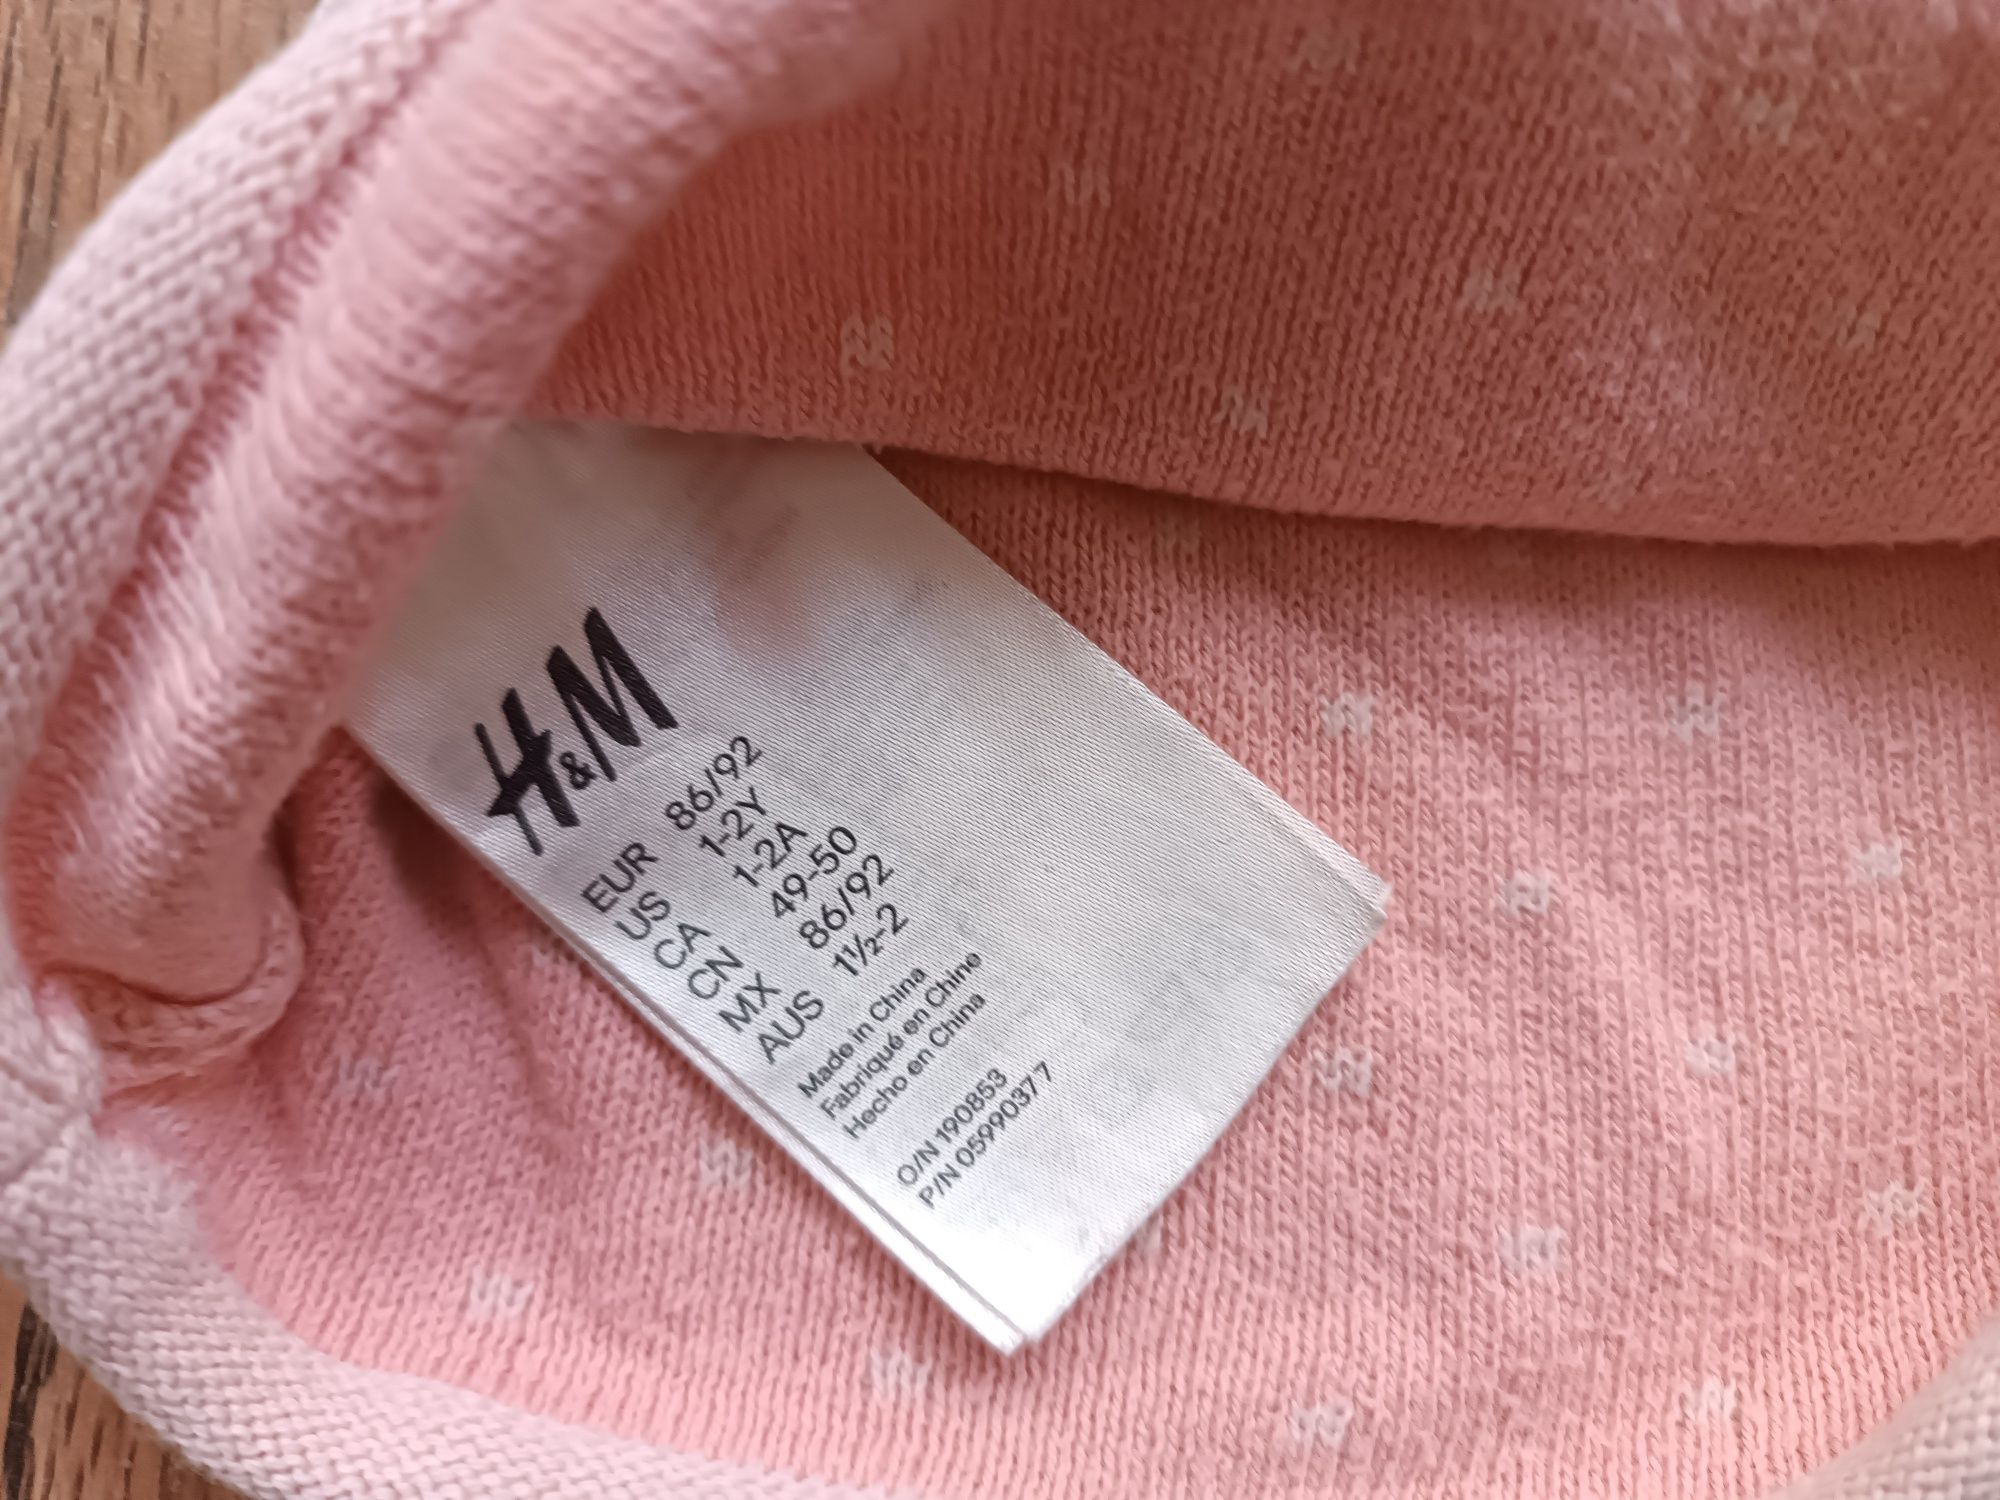 H&M
EUR 86/92
US 1-2Y
CA 1-2A
CN 49-50
MX 86/92
AUS 1½-2
Made in China
Fabriqué en Chine
Hecho en China
O/N 190853
P/N 05990377